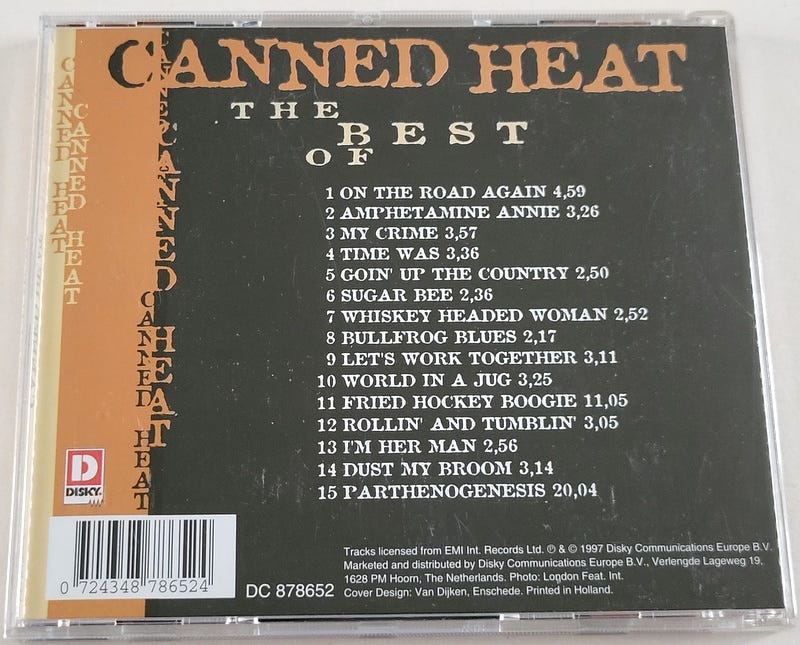 CANNED HEAT
THE
BEST
OF
CANNED HEAT
CANNED HEAT
CANNED HEAT
CANNED HEAT
1 ON THE ROAD AGAIN 4,59
2 AMPHETAMINE ANNIE 3,26
3 MY CRIME 3,57
4 TIME WAS 3,36
5 GOIN' UP THE COUNTRY 2,50
6 SUGAR BEE 2,36
7 WHISKEY HEADED WOMAN 2,52
8 BULLFROG BLUES 2,17
9 LET'S WORK TOGETHER 3,11
10 WORLD IN A JUG 3,25
11 FRIED HOCKEY BOOGIE 11,05
12 ROLLIN' AND TUMBLIN' 3,05
13 I'M HER MAN 2,56
14 DUST MY BROOM 3,14
15 PARTHENOGENESIS 20,04
D
DISKY
0 724348 786524
DC 878652
Tracks licensed from EMI Int. Records Ltd. ℗ & © 1997 Disky Communications Europe B.V.
Marketed and distributed by Disky Communications Europe B.V., Verlengde Lageweg 19,
1628 PM Hoorn, The Netherlands. Photo: London Feat. Int.
Cover Design: Van Dijken, Enschede. Printed in Holland.